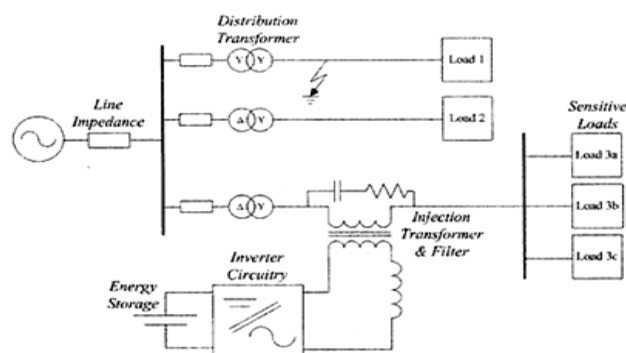 Distribution
Transformer
Y Y
Load 1
Line
Impedance
Δ Y
Load 2
Sensitive
Loads
Load 3a
Δ Y
Load 3b
Injection
Transformer
& Filter
Load 3c
Inverter
Circuitry
Energy
Storage